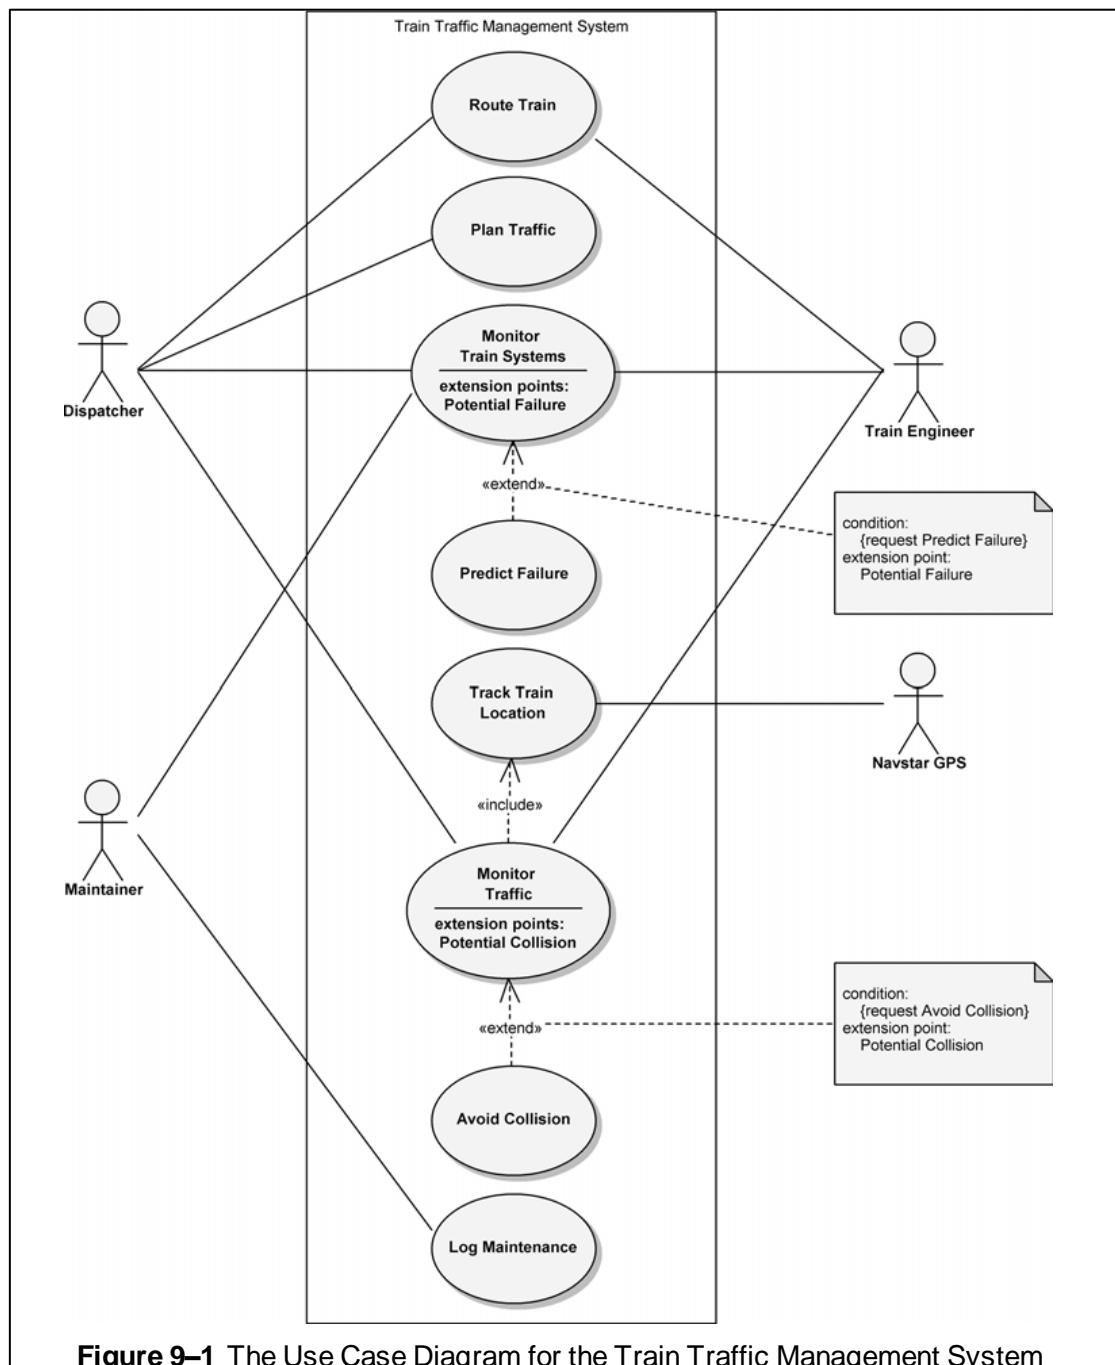 Train Traffic Management System
Route Train
Plan Traffic
Monitor
Train Systems
extension points:
Potential Failure
Dispatcher
Train Engineer
«extend»
condition:
{request Predict Failure}
extension point:
Potential Failure
Predict Failure
Track Train
Location
Navstar GPS
«include»
Maintainer
Monitor
Traffic
extension points:
Potential Collision
condition:
{request Avoid Collision}
extension point:
Potential Collision
«extend»
Avoid Collision
Log Maintenance
Figure 9–1 The Use Case Diagram for the Train Traffic Management System